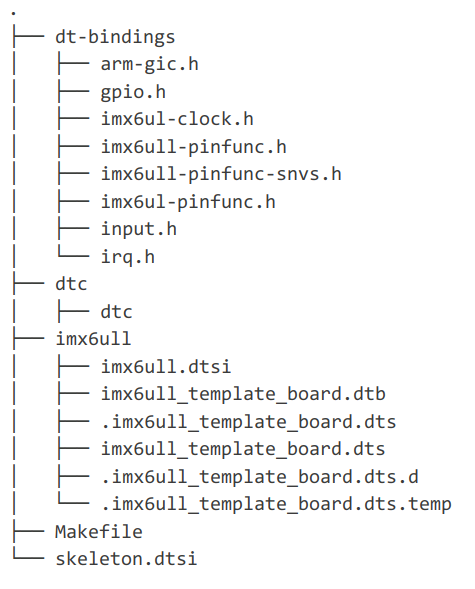 .
├── dt-bindings
│   ├── arm-gic.h
│   ├── gpio.h
│   ├── imx6ul-clock.h
│   ├── imx6ull-pinfunc.h
│   ├── imx6ull-pinfunc-snvs.h
│   ├── imx6ul-pinfunc.h
│   ├── input.h
│   └── irq.h
├── dtc
│   ├── dtc
├── imx6ull
│   ├── imx6ull.dtsi
│   ├── imx6ull_template_board.dtb
│   ├── .imx6ull_template_board.dts
│   ├── imx6ull_template_board.dts
│   ├── .imx6ull_template_board.dts.d
│   └── .imx6ull_template_board.dts.temp
├── Makefile
└── skeleton.dtsi